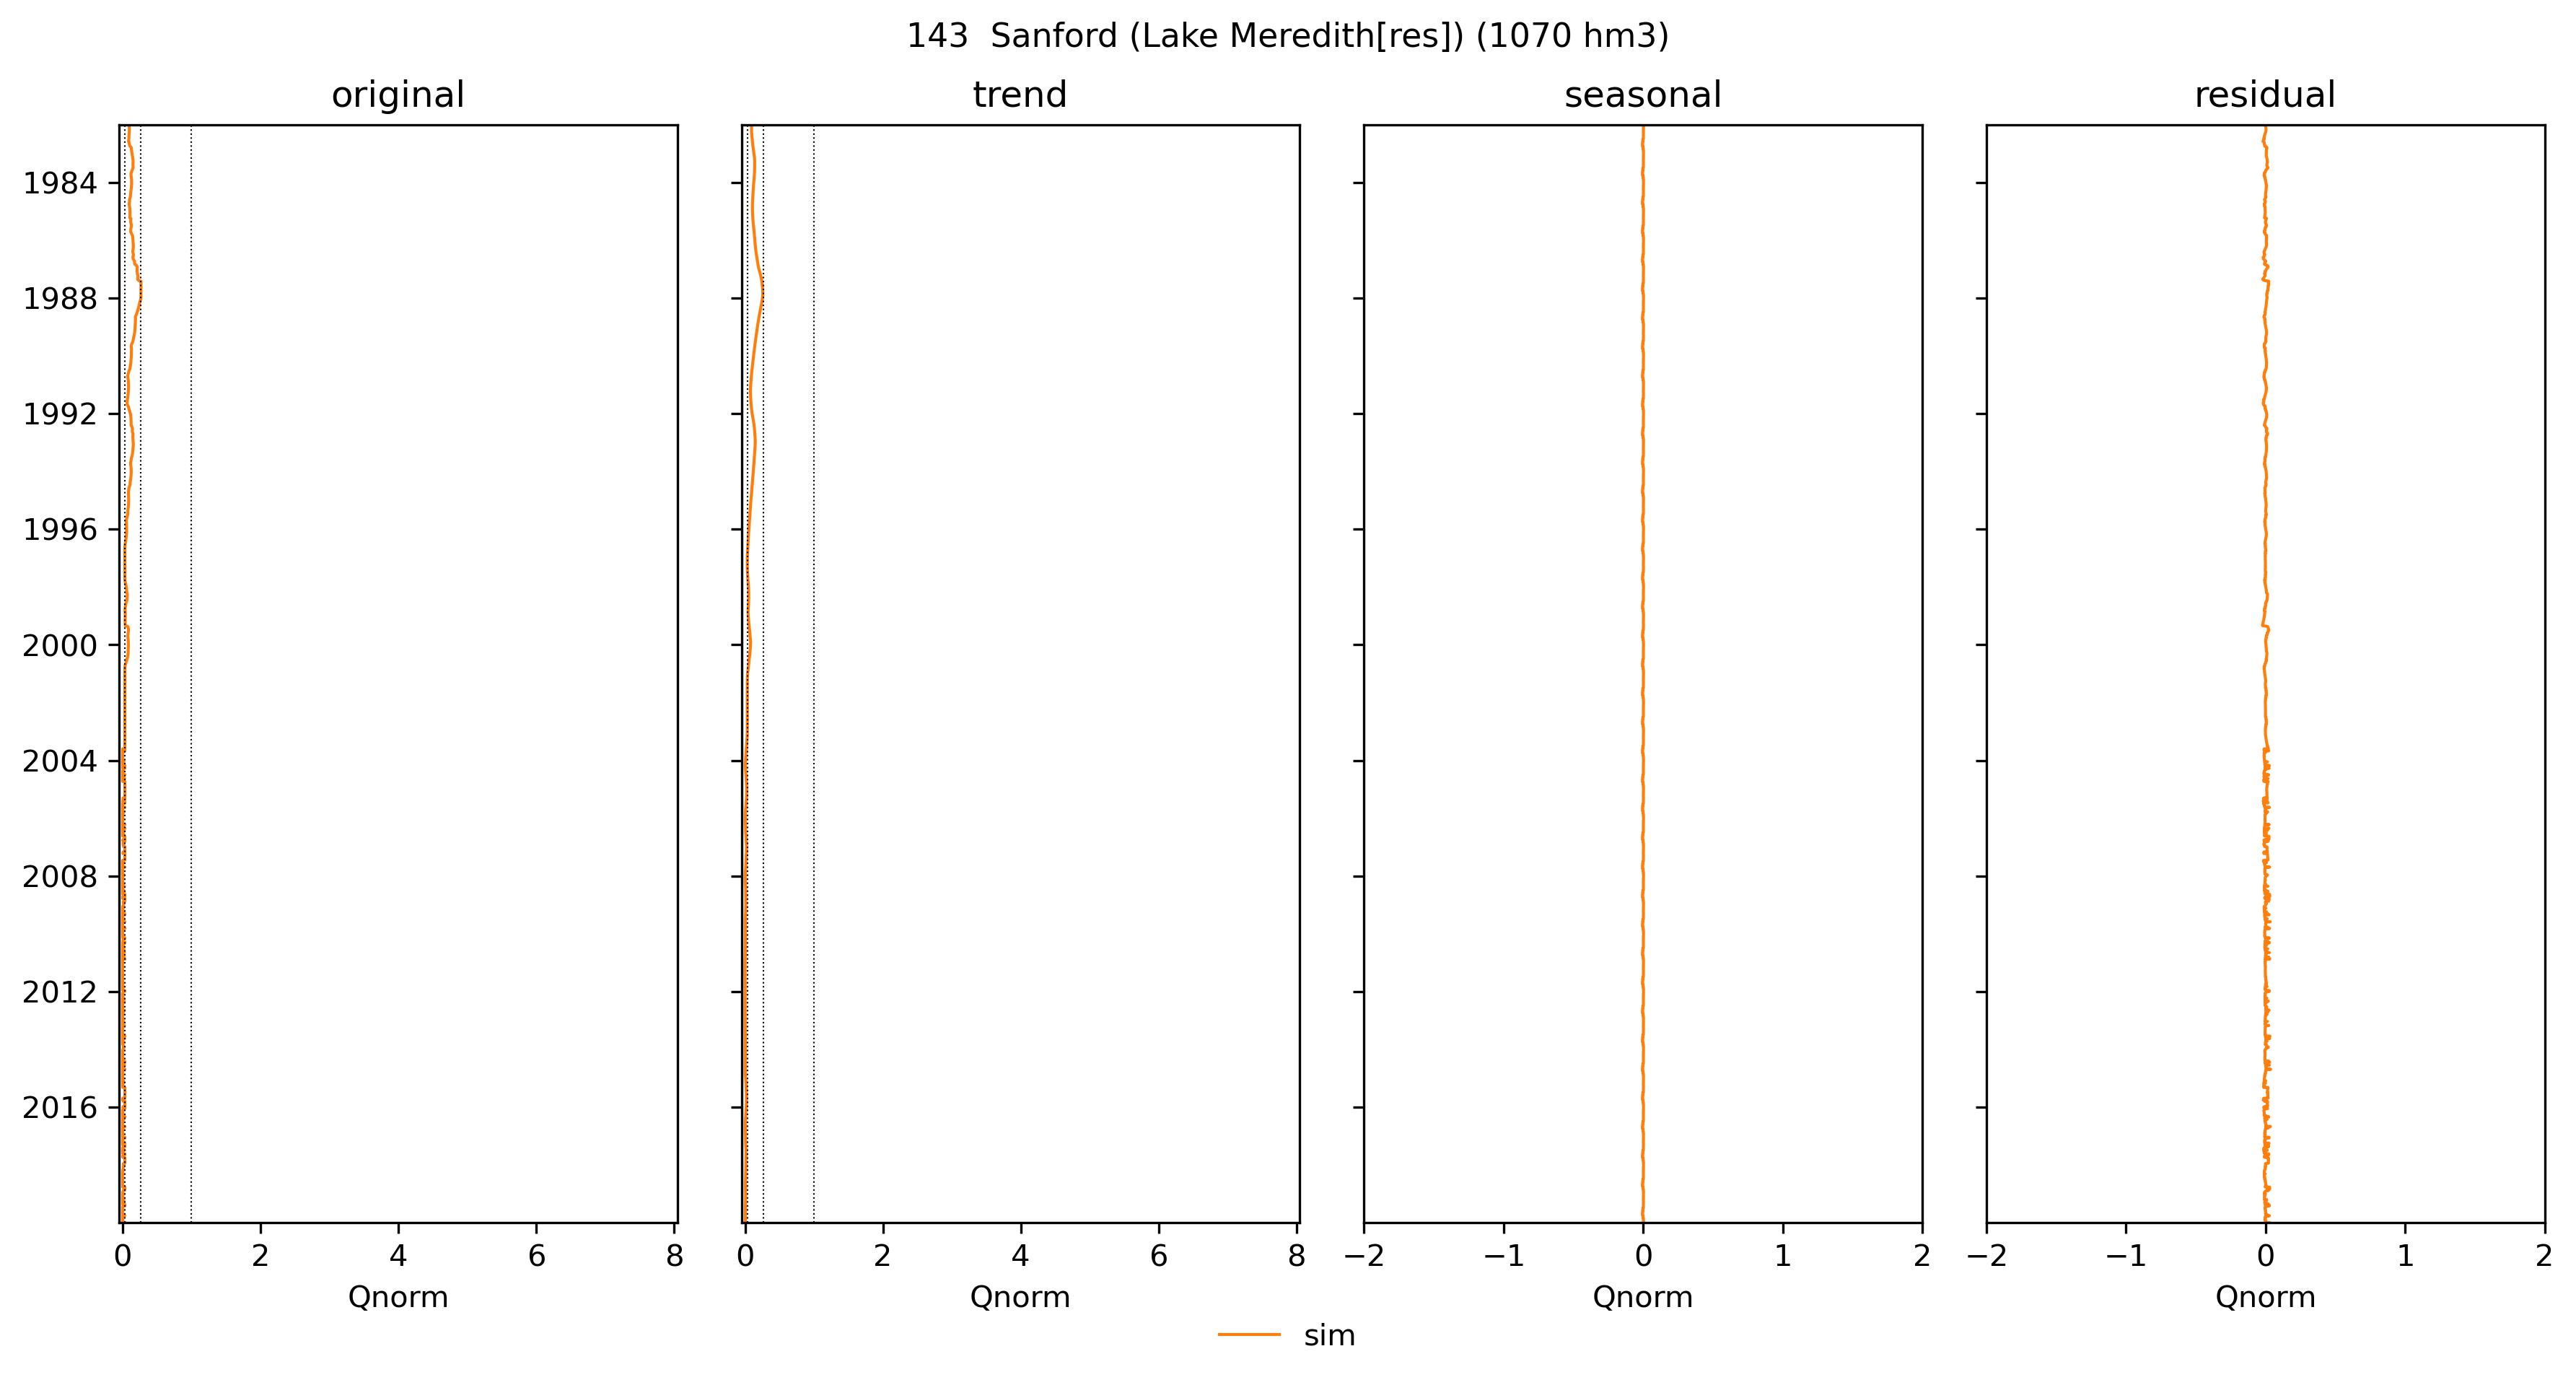 143  Sanford (Lake Meredith[res]) (1070 hm3)
original
trend
seasonal
residual
1984
1988
1992
1996
2000
2004
2008
2012
2016
0 2 4 6 8
0 2 4 6 8
−2 −1 0 1 2
−2 −1 0 1 2
Qnorm
Qnorm
Qnorm
Qnorm
sim